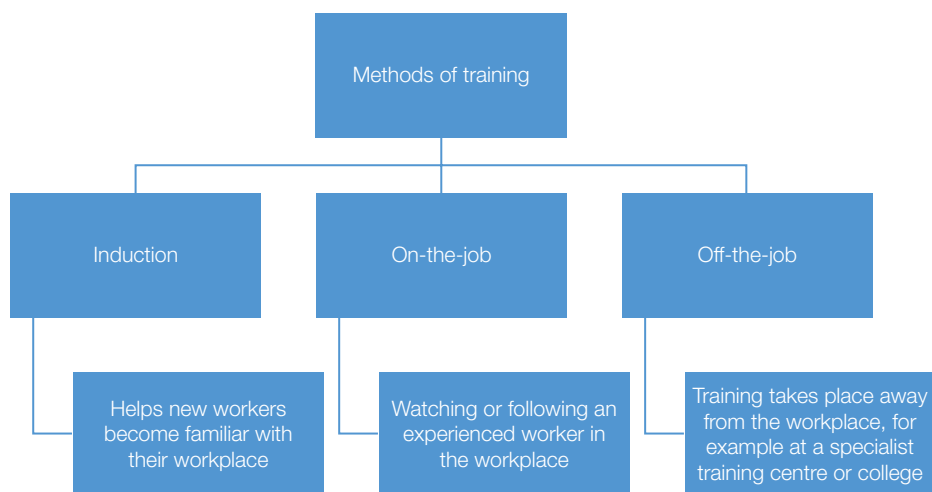 Methods of training
Induction
On-the-job
Off-the-job
Helps new workers
become familiar with
their workplace
Watching or following an
experienced worker in
the workplace
Training takes place away
from the workplace, for
example at a specialist
training centre or college